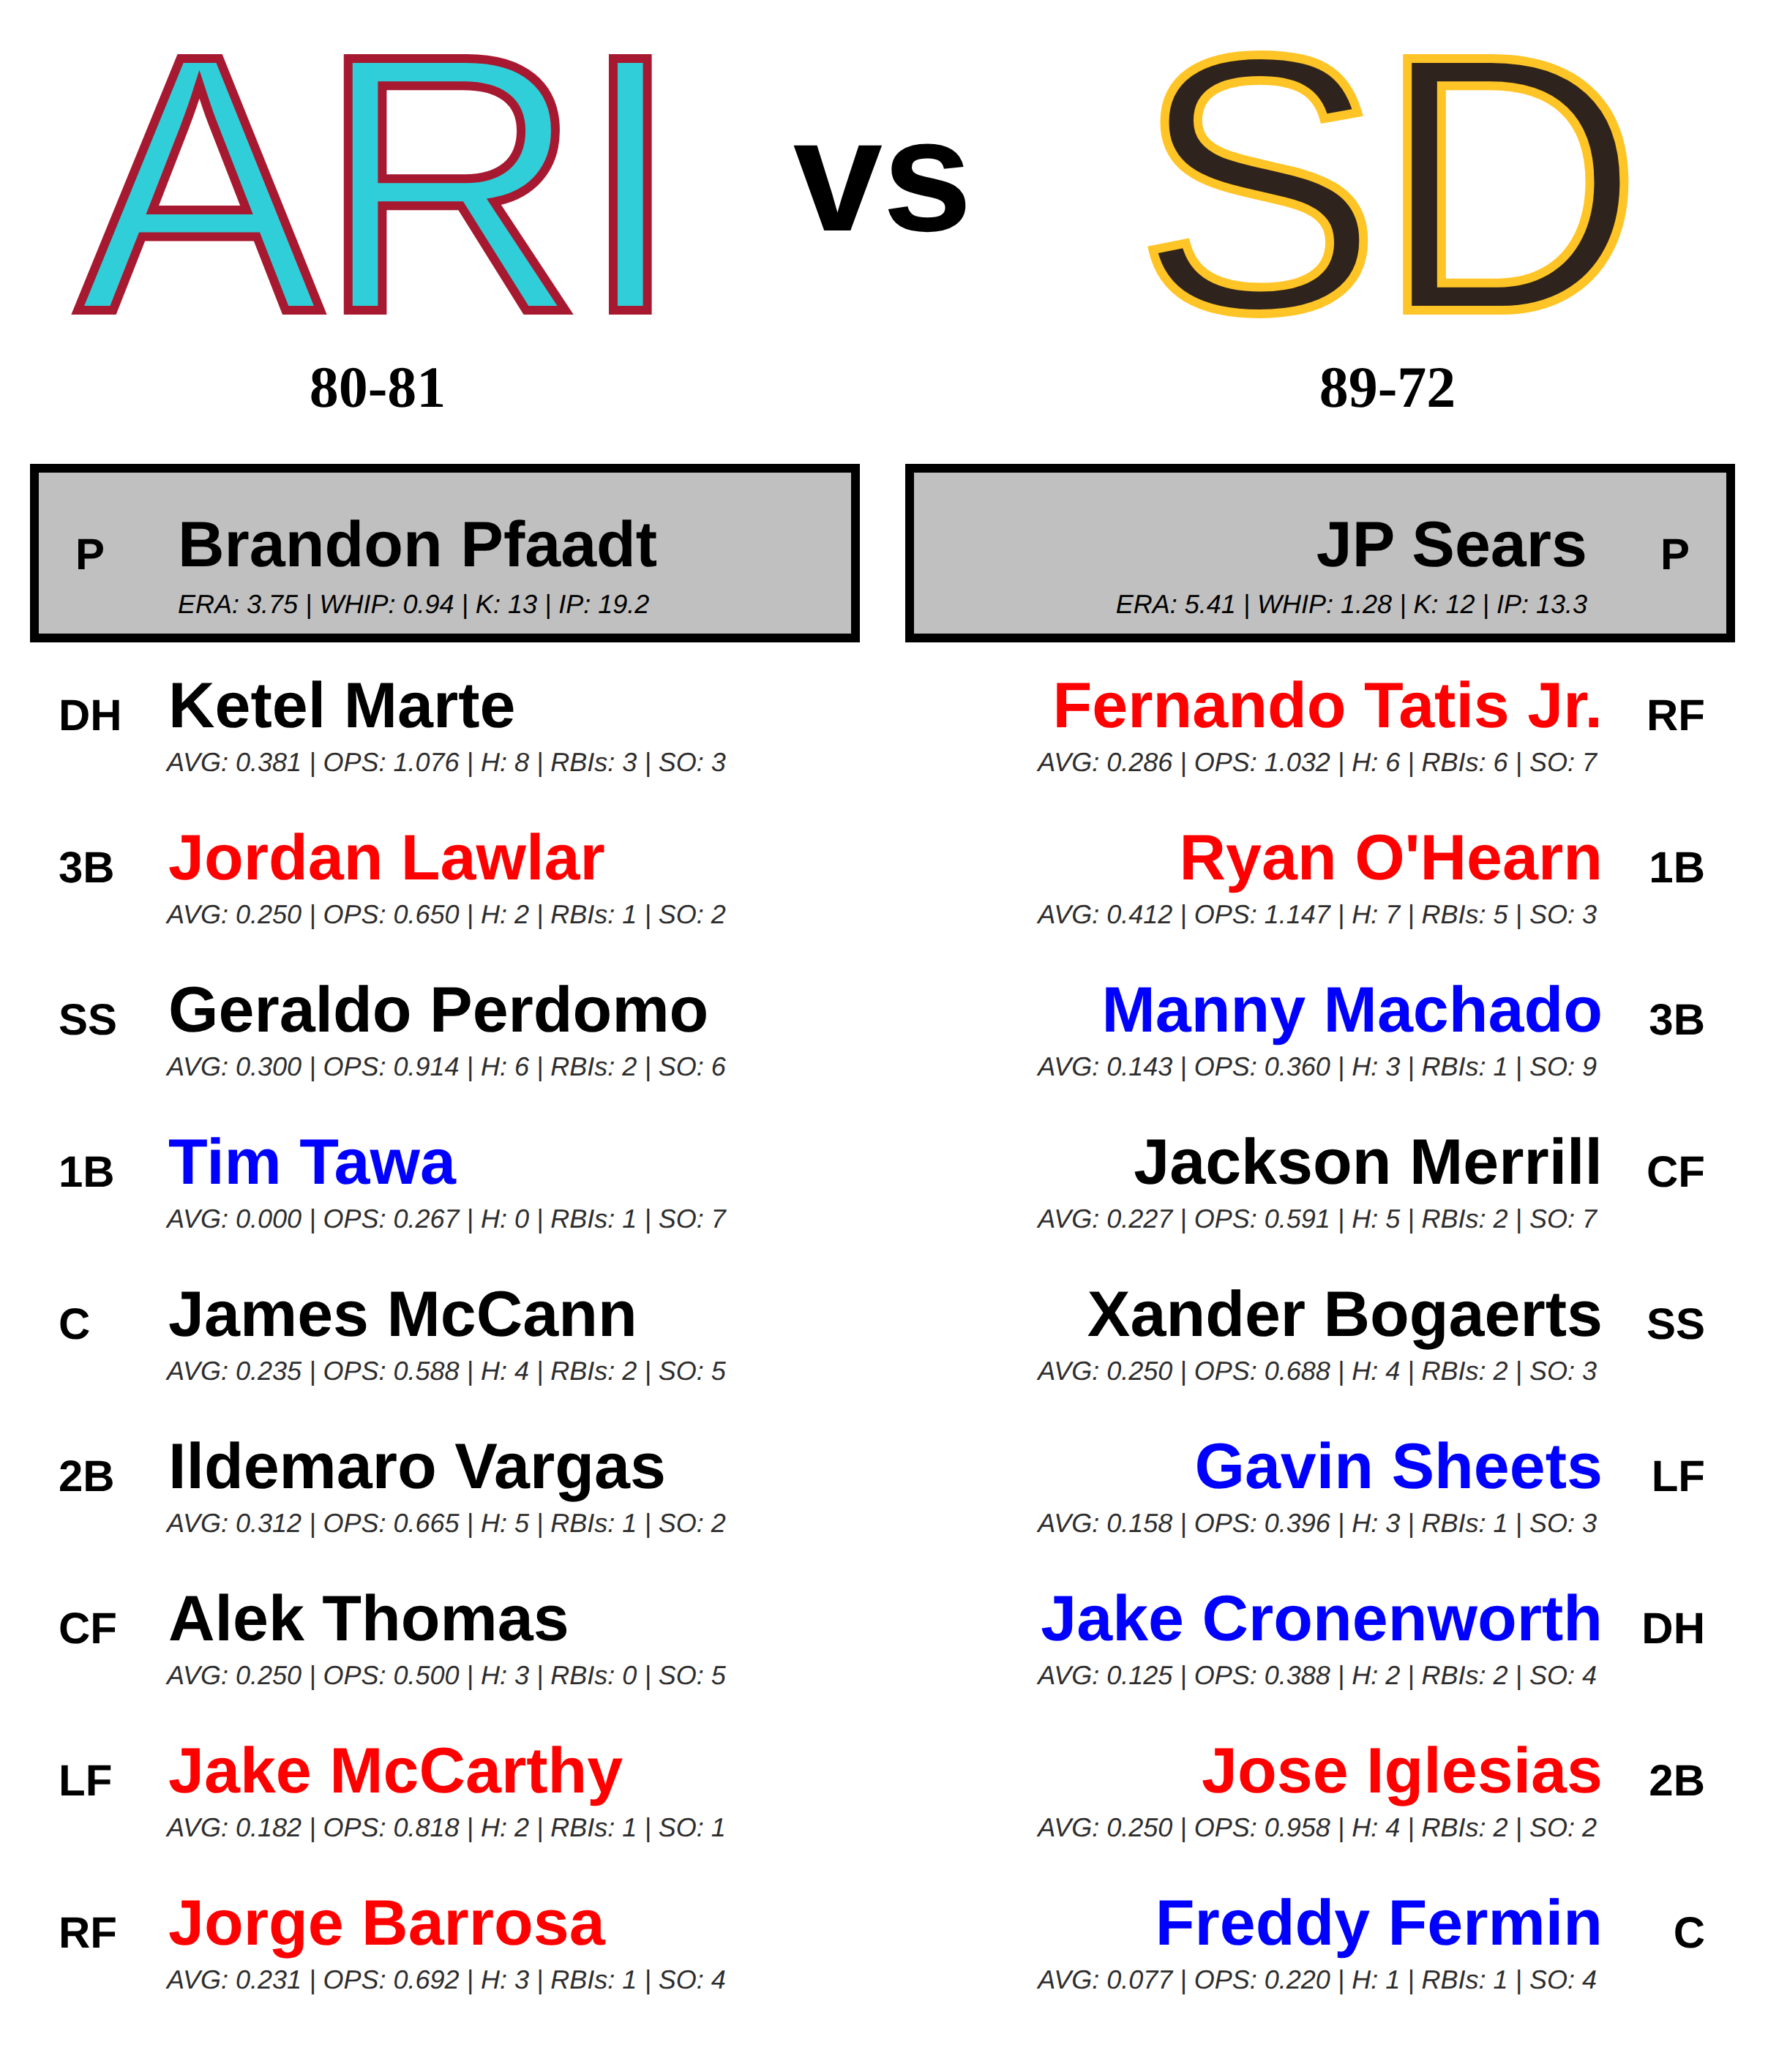 ARI vs SD
80-81 89-72
P Brandon Pfaadt JP Sears P
ERA: 3.75 | WHIP: 0.94 | K: 13 | IP: 19.2 ERA: 5.41 | WHIP: 1.28 | K: 12 | IP: 13.3
DH Ketel Marte Fernando Tatis Jr. RF
AVG: 0.381 | OPS: 1.076 | H: 8 | RBIs: 3 | SO: 3 AVG: 0.286 | OPS: 1.032 | H: 6 | RBIs: 6 | SO: 7
3B Jordan Lawlar Ryan O'Hearn 1B
AVG: 0.250 | OPS: 0.650 | H: 2 | RBIs: 1 | SO: 2 AVG: 0.412 | OPS: 1.147 | H: 7 | RBIs: 5 | SO: 3
SS Geraldo Perdomo Manny Machado 3B
AVG: 0.300 | OPS: 0.914 | H: 6 | RBIs: 2 | SO: 6 AVG: 0.143 | OPS: 0.360 | H: 3 | RBIs: 1 | SO: 9
1B Tim Tawa Jackson Merrill CF
AVG: 0.000 | OPS: 0.267 | H: 0 | RBIs: 1 | SO: 7 AVG: 0.227 | OPS: 0.591 | H: 5 | RBIs: 2 | SO: 7
C James McCann Xander Bogaerts SS
AVG: 0.235 | OPS: 0.588 | H: 4 | RBIs: 2 | SO: 5 AVG: 0.250 | OPS: 0.688 | H: 4 | RBIs: 2 | SO: 3
2B Ildemaro Vargas Gavin Sheets LF
AVG: 0.312 | OPS: 0.665 | H: 5 | RBIs: 1 | SO: 2 AVG: 0.158 | OPS: 0.396 | H: 3 | RBIs: 1 | SO: 3
CF Alek Thomas Jake Cronenworth DH
AVG: 0.250 | OPS: 0.500 | H: 3 | RBIs: 0 | SO: 5 AVG: 0.125 | OPS: 0.388 | H: 2 | RBIs: 2 | SO: 4
LF Jake McCarthy Jose Iglesias 2B
AVG: 0.182 | OPS: 0.818 | H: 2 | RBIs: 1 | SO: 1 AVG: 0.250 | OPS: 0.958 | H: 4 | RBIs: 2 | SO: 2
RF Jorge Barrosa Freddy Fermin C
AVG: 0.231 | OPS: 0.692 | H: 3 | RBIs: 1 | SO: 4 AVG: 0.077 | OPS: 0.220 | H: 1 | RBIs: 1 | SO: 4